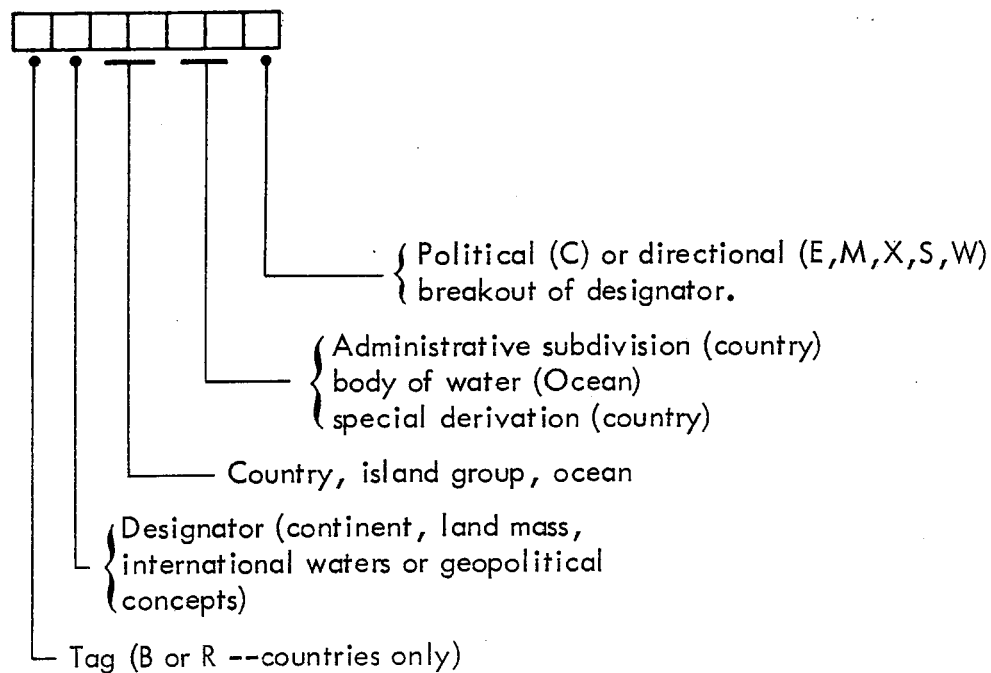 Political (C) or directional (E,M,X,S,W)
breakout of designator.
Administrative subdivision (country)
body of water (Ocean)
special derivation (country)
Country, island group, ocean
Designator (continent, land mass,
international waters or geopolitical
concepts)
Tag (B or R --countries only)